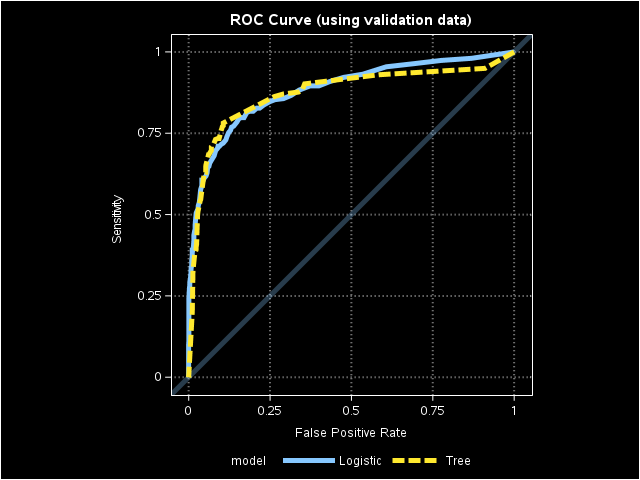 ROC Curve (using validation data)
1
0.75
0.5
0.25
0
Sensitivity
0 0.25 0.5 0.75 1
False Positive Rate
model Logistic Tree